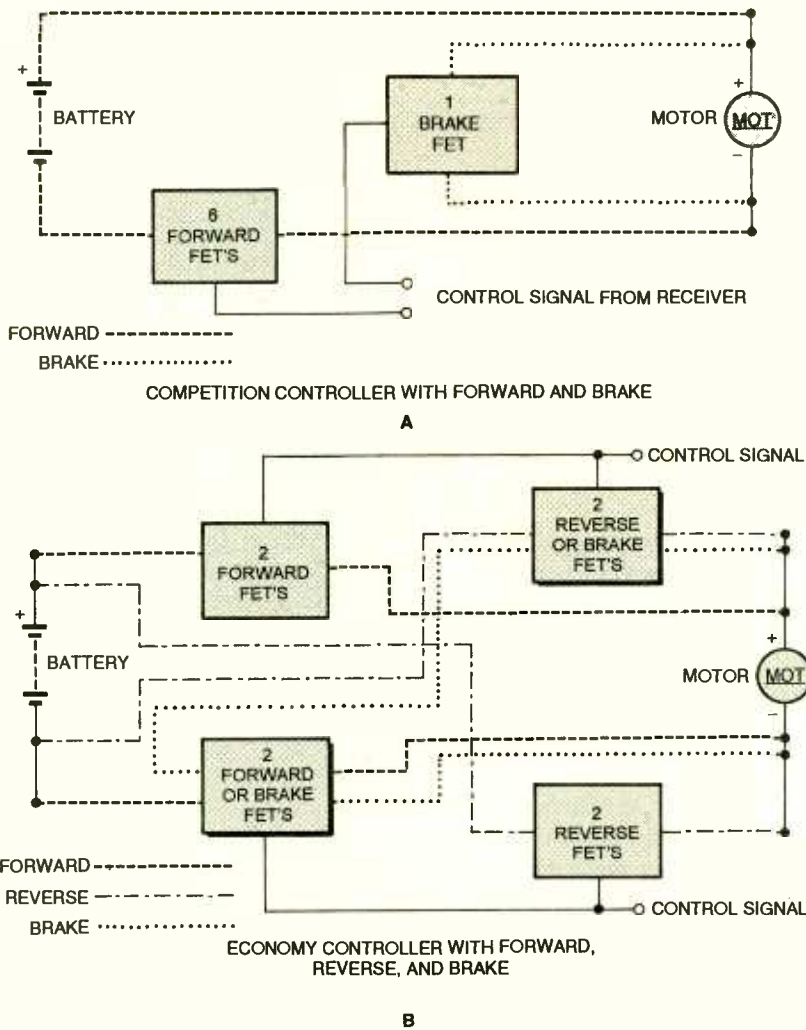 +
BATTERY
1
BRAKE
FET
MOTOR
+
MOT
−
6
FORWARD
FET'S
CONTROL SIGNAL FROM RECEIVER
FORWARD
BRAKE
COMPETITION CONTROLLER WITH FORWARD AND BRAKE
A
CONTROL SIGNAL
2
FORWARD
FET'S
2
REVERSE
OR BRAKE
FET'S
+
BATTERY
+
MOTOR
MOT
−
2
FORWARD
OR BRAKE
FET'S
2
REVERSE
FET'S
FORWARD
REVERSE
BRAKE
CONTROL SIGNAL
ECONOMY CONTROLLER WITH FORWARD,
REVERSE, AND BRAKE
B